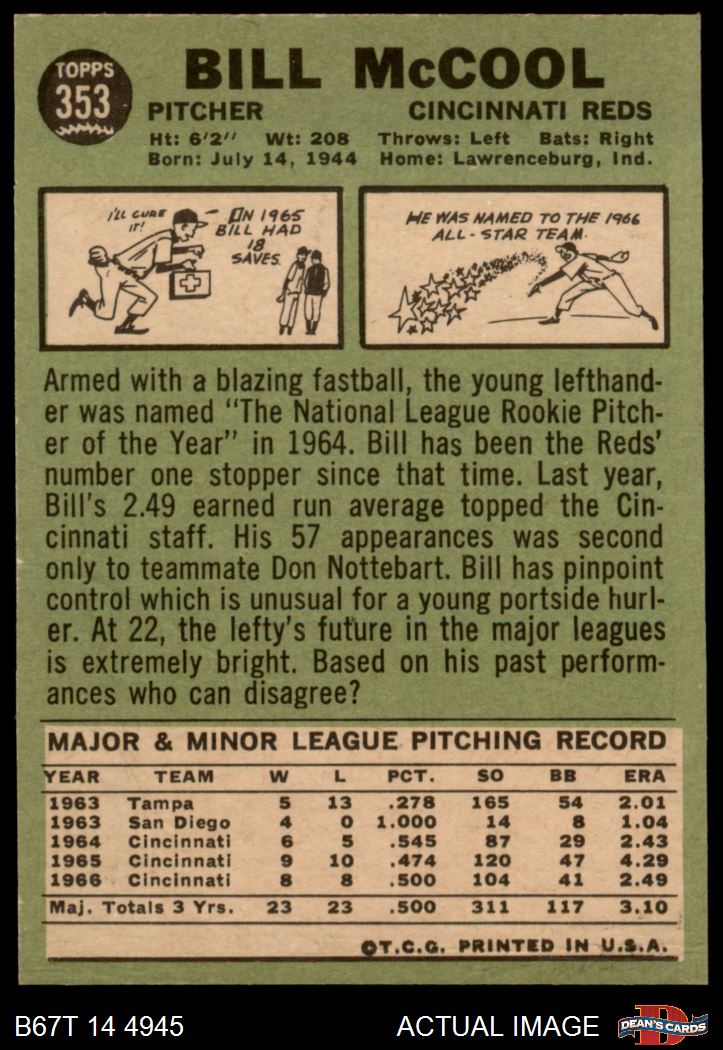 TOPPS
353
BILL McCOOL
PITCHER CINCINNATI REDS
Ht: 6'2" Wt: 208 Throws: Left Bats: Right
Born: July 14, 1944 Home: Lawrenceburg, Ind.
I'LL CURE
IT!
IN 1965
BILL HAD
18
SAVES.
HE WAS NAMED TO THE 1966
ALL-STAR TEAM.
Armed with a blazing fastball, the young lefthand-
er was named "The National League Rookie Pitch-
er of the Year" in 1964. Bill has been the Reds'
number one stopper since that time. Last year,
Bill's 2.49 earned run average topped the Cin-
cinnati staff. His 57 appearances was second
only to teammate Don Nottebart. Bill has pinpoint
control which is unusual for a young portside hurl-
er. At 22, the lefty's future in the major leagues
is extremely bright. Based on his past perform-
ances who can disagree?
MAJOR & MINOR LEAGUE PITCHING RECORD
YEAR TEAM W L PCT. SO BB ERA
1963 Tampa 5 13 .278 165 54 2.01
1963 San Diego 4 0 1.000 14 8 1.04
1964 Cincinnati 6 5 .545 87 29 2.43
1965 Cincinnati 9 10 .474 120 47 4.29
1966 Cincinnati 8 8 .500 104 41 2.49
Maj. Totals 3 Yrs. 23 23 .500 311 117 3.10
©T.C.G. PRINTED IN U.S.A.
B67T 14 4945 ACTUAL IMAGE D DEAN'S CARDS